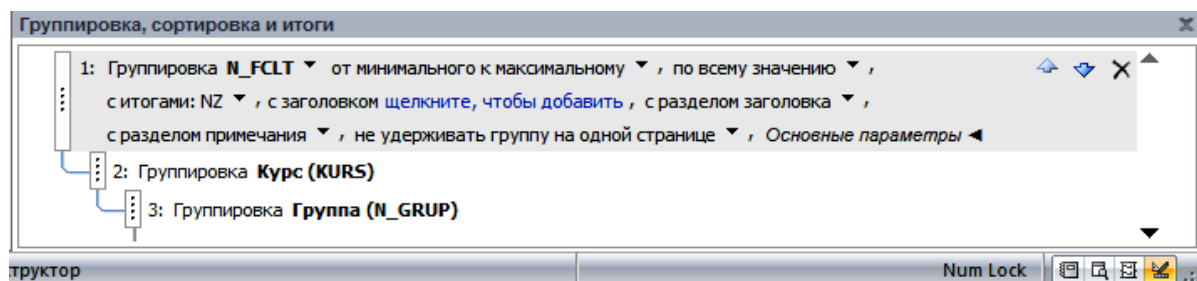 Группировка, сортировка и итоги
1: Группировка N_FCLT от минимального к максимальному , по всему значению ,
с итогами: NZ , с заголовком щелкните, чтобы добавить , с разделом заголовка ,
с разделом примечания , не удерживать группу на одной странице , Основные параметры
2: Группировка Курс (KURS)
3: Группировка Группа (N_GRUP)
труктор Num Lock